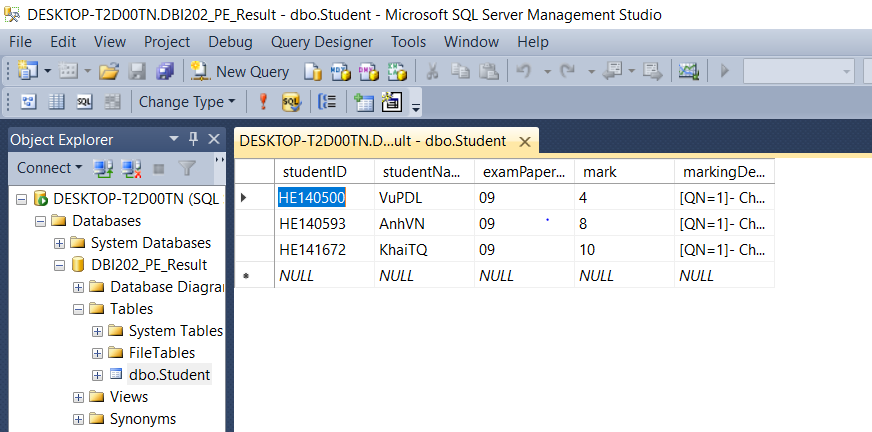 DESKTOP-T2D00TN.DBI202_PE_Result - dbo.Student - Microsoft SQL Server Management Studio
File Edit View Project Debug Query Designer Tools Window Help
New Query
Change Type
Object Explorer
Connect
DESKTOP-T2D00TN (SQL
Databases
System Databases
DBI202_PE_Result
Database Diagra
Tables
System Tables
FileTables
dbo.Student
Views
Synonyms
DESKTOP-T2D00TN.D...ult - dbo.Student
studentID studentNa... examPaper... mark markingDe...
HE140500 VuPDL 09 4 [QN=1]- Ch...
HE140593 AnhVN 09 8 [QN=1]- Ch...
HE141672 KhaiTQ 09 10 [QN=1]- Ch...
NULL NULL NULL NULL NULL